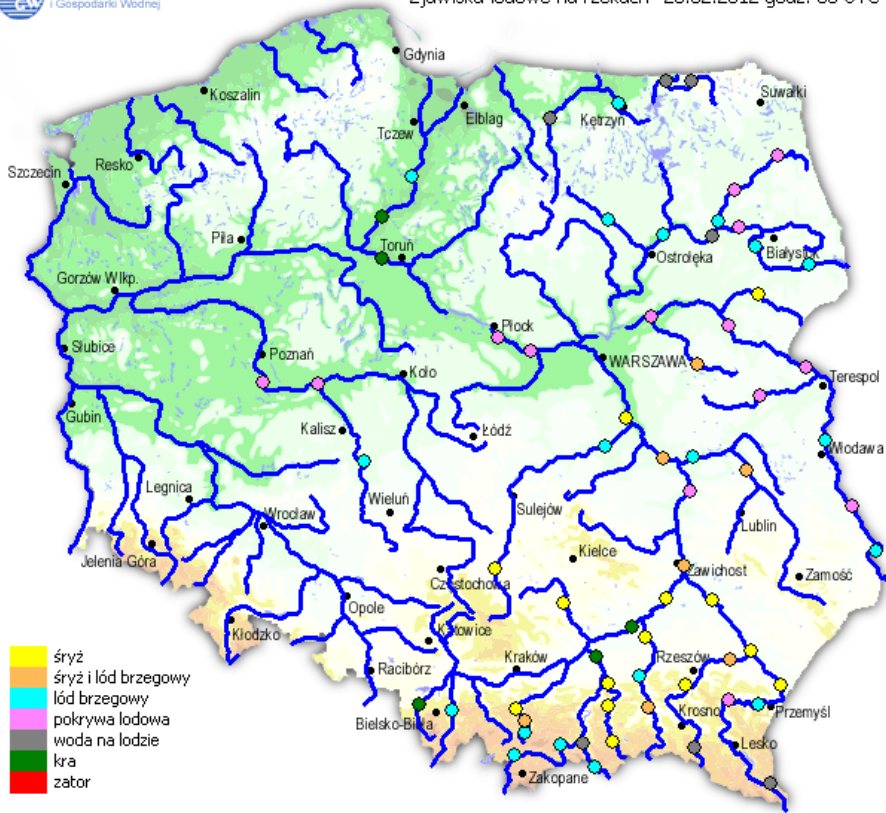 i Gospodarki Wodnej
Gdynia
Koszalin
Suwałki
Elbląg
Kętrzyn
Tczew
Resko
Szczecin
Piła
Toruń
Białystok
Ostrołęka
Gorzów Wlkp.
Płock
Słubice
Poznań
WARSZAWA
Koło
Terespol
Gubin
Kalisz
Łódź
Włodawa
Legnica
Wieluń
Sulejów
Wrocław
Lublin
Jelenia Góra
Kielce
Częstochowa
Zawichost
Zamość
Opole
Kłodzko
Katowice
Racibórz
Kraków
Rzeszów
Bielsko-Biała
Krosno
Przemyśl
Lesko
Zakopane
śryż
śryż i lód brzegowy
lód brzegowy
pokrywa lodowa
woda na lodzie
kra
zator